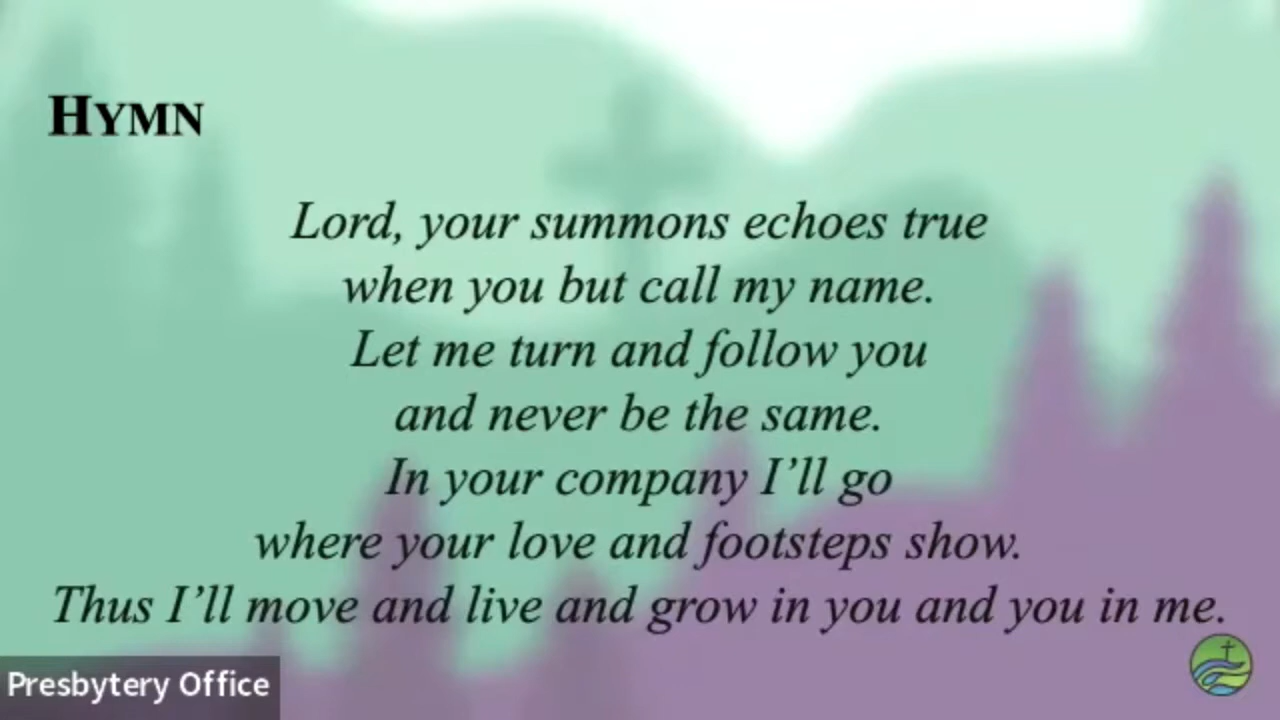 HYMN
Lord, your summons echoes true
when you but call my name.
Let me turn and follow you
and never be the same.
In your company I’ll go
where your love and footsteps show.
Thus I’ll move and live and grow in you and you in me.
Presbytery Office